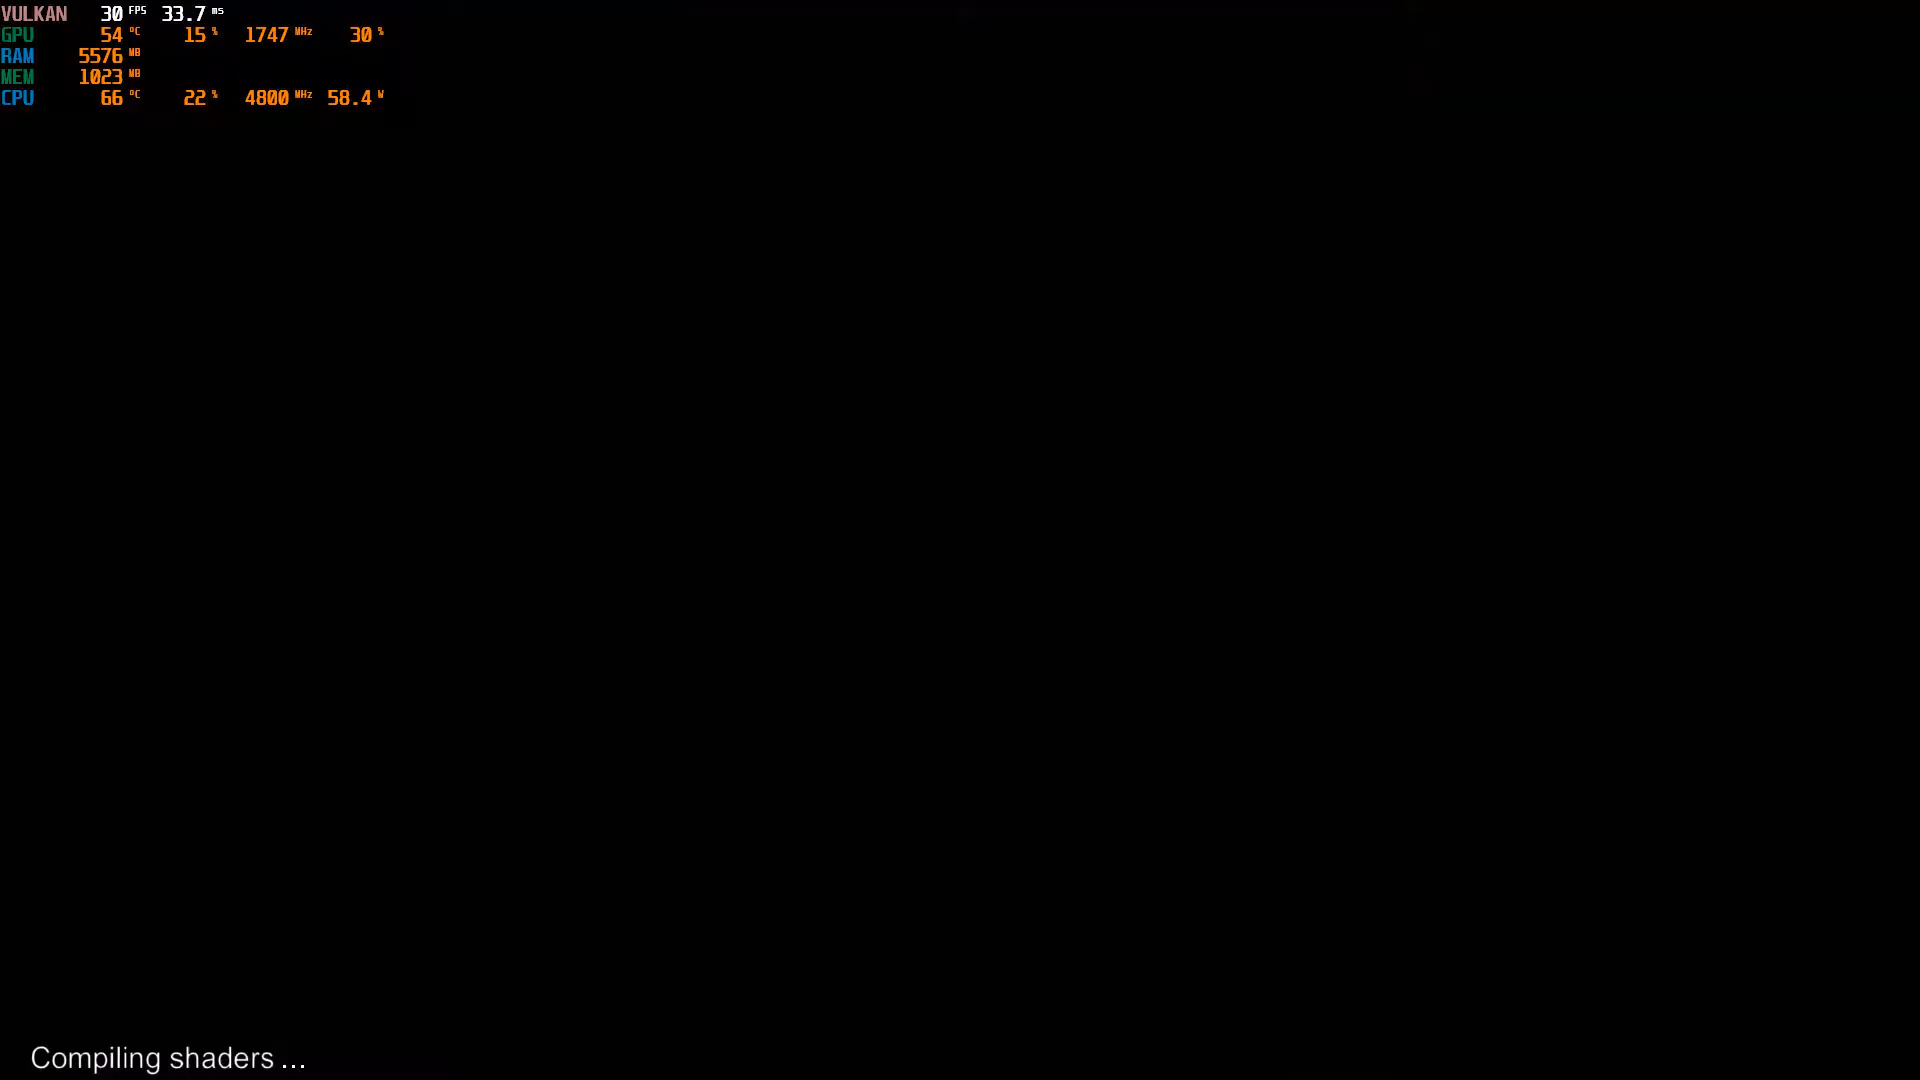 VULKAN 30 FPS 33.7 ms
GPU 54 °C 15 % 1747 MHz 30 %
RAM 5576 MB
MEM 1023 MB
CPU 66 °C 22 % 4800 MHz 58.4 W
Compiling shaders ...